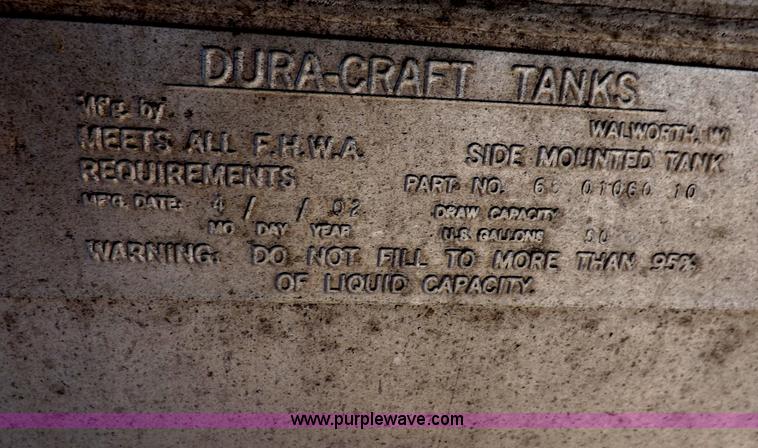 DURA-CRAFT TANKS
Mfg. by
WALWORTH, WI
MEETS ALL F.H.W.A. REQUIREMENTS
SIDE MOUNTED TANK
PART NO. 01060 10
MFG. DATE: 4 / / 02
MO DAY YEAR
DRAW CAPACITY
U.S. GALLONS
WARNING: DO NOT FILL TO MORE THAN 95%
OF LIQUID CAPACITY.
www.purplewave.com